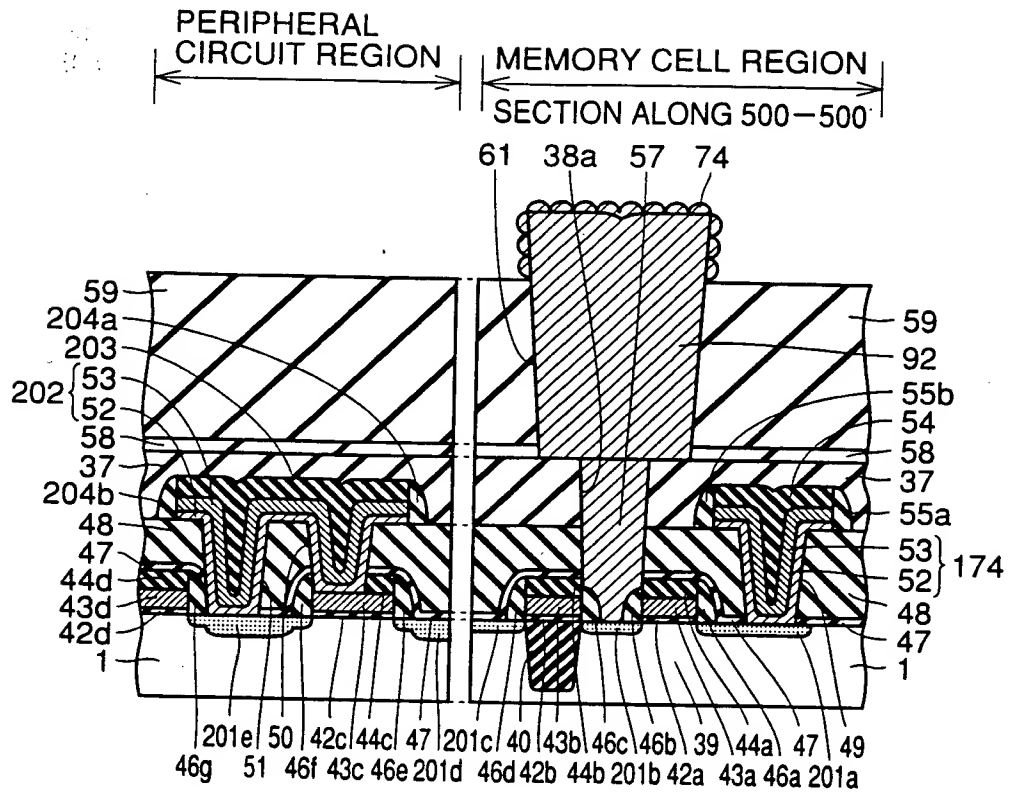 PERIPHERAL
CIRCUIT REGION
MEMORY CELL REGION
SECTION ALONG 500-500
61 38a 57 74
59
204a
203
202
53
52
58
37
204b
48
47
44d
43d
42d
1
59
92
55b
54
58
37
55a
53
52
174
48
47
1
201e 50 42c 44c 47 201c 40 43b 46c 46b 39 44a 47 49
46g 51 46f 43c 46e 201d 46d 42b 44b 201b 42a 43a 46a 201a